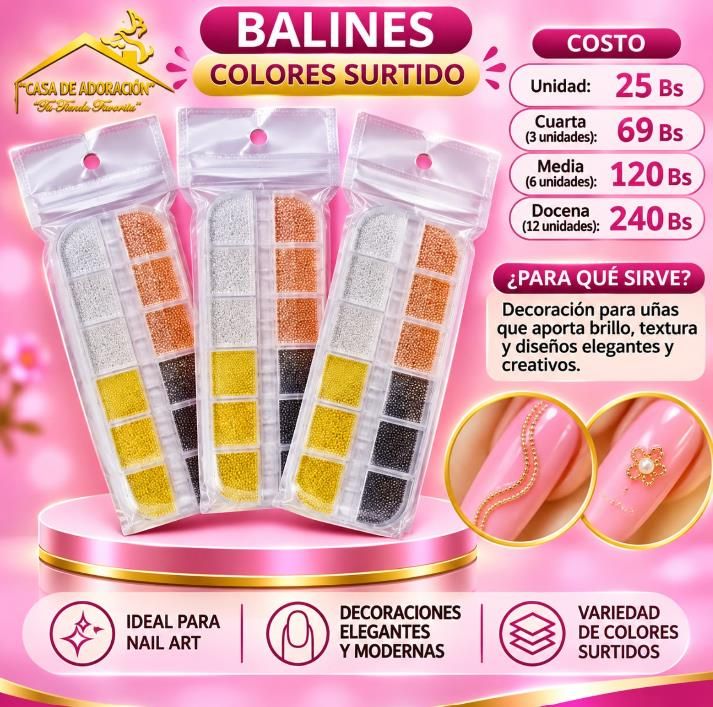 "CASA DE ADORACIÓN"
"Tu Tienda Favorita"
BALINES
COLORES SURTIDO
COSTO
Unidad: 25 Bs
Cuarta
(3 unidades): 69 Bs
Media
(6 unidades): 120 Bs
Docena
(12 unidades): 240 Bs
¿PARA QUÉ SIRVE?
Decoración para uñas
que aporta brillo, textura
y diseños elegantes y
creativos.
IDEAL PARA
NAIL ART
DECORACIONES
ELEGANTES
Y MODERNAS
VARIEDAD
DE COLORES
SURTIDOS